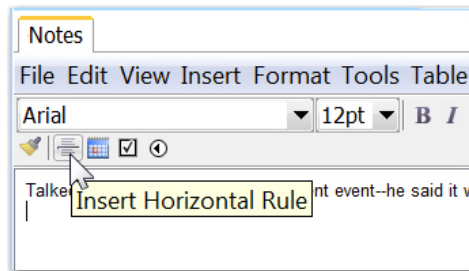 Notes
File Edit View Insert Format Tools Table
Arial 12pt B I
Talke nt event--he said it w
Insert Horizontal Rule